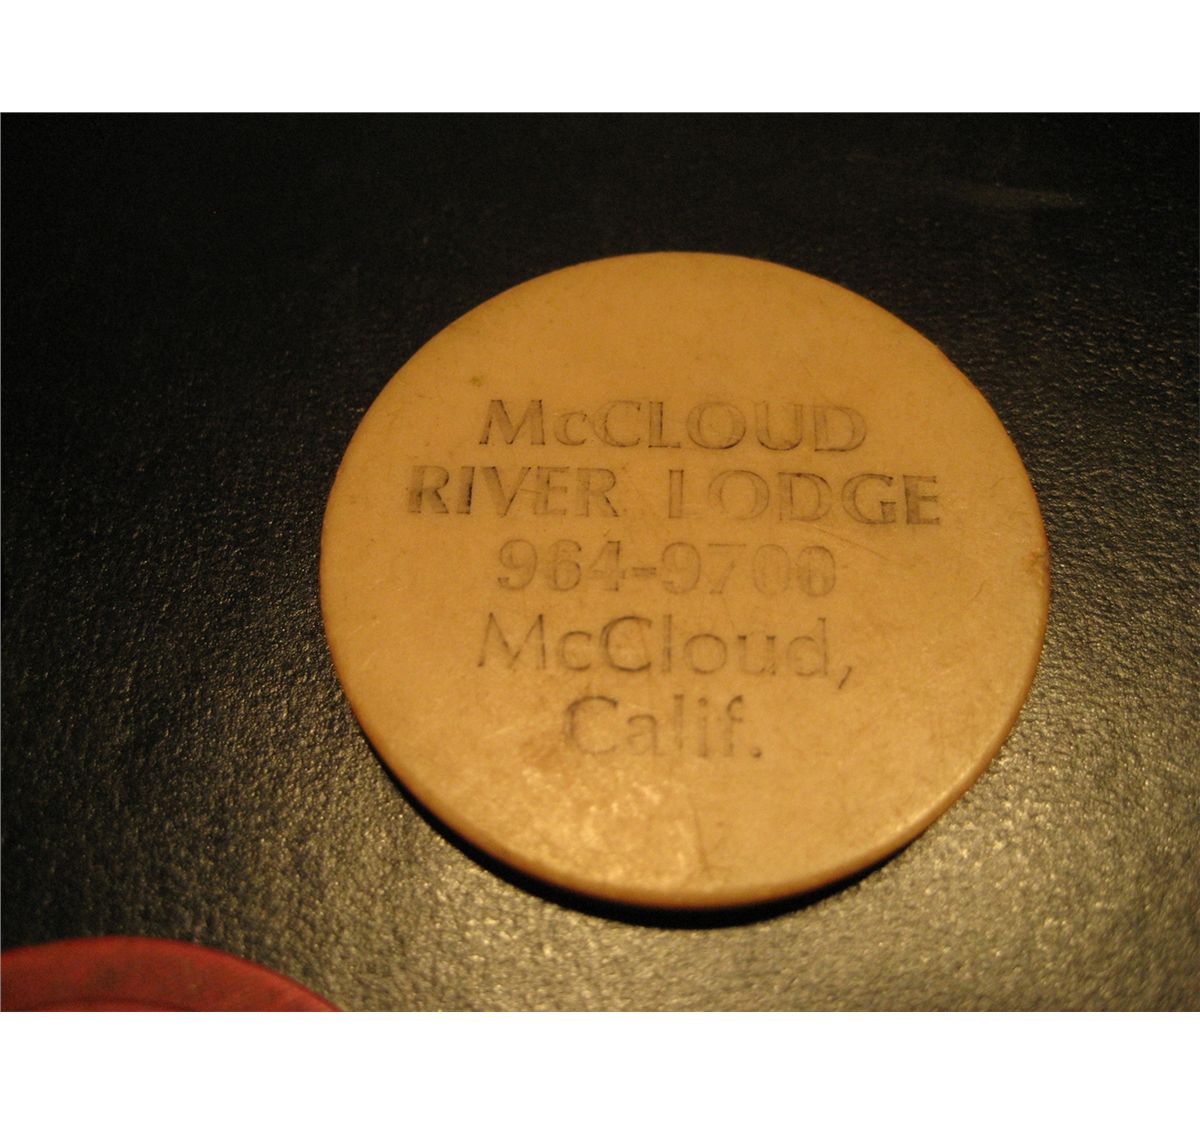 McCLOUD
RIVER LODGE
964-9700
McCloud,
Calif.